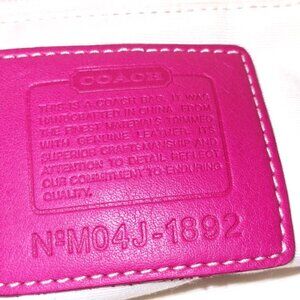 COACH
THIS IS A COACH BAG. IT WAS
HANDCRAFTED IN CHINA FROM
THE FINEST MATERIALS TRIMMED
WITH GENUINE LEATHER. ITS
SUPERIOR CRAFTSMANSHIP AND
ATTENTION TO DETAIL REFLECT
OUR COMMITMENT TO ENDURING
QUALITY.
NºM04J-1892